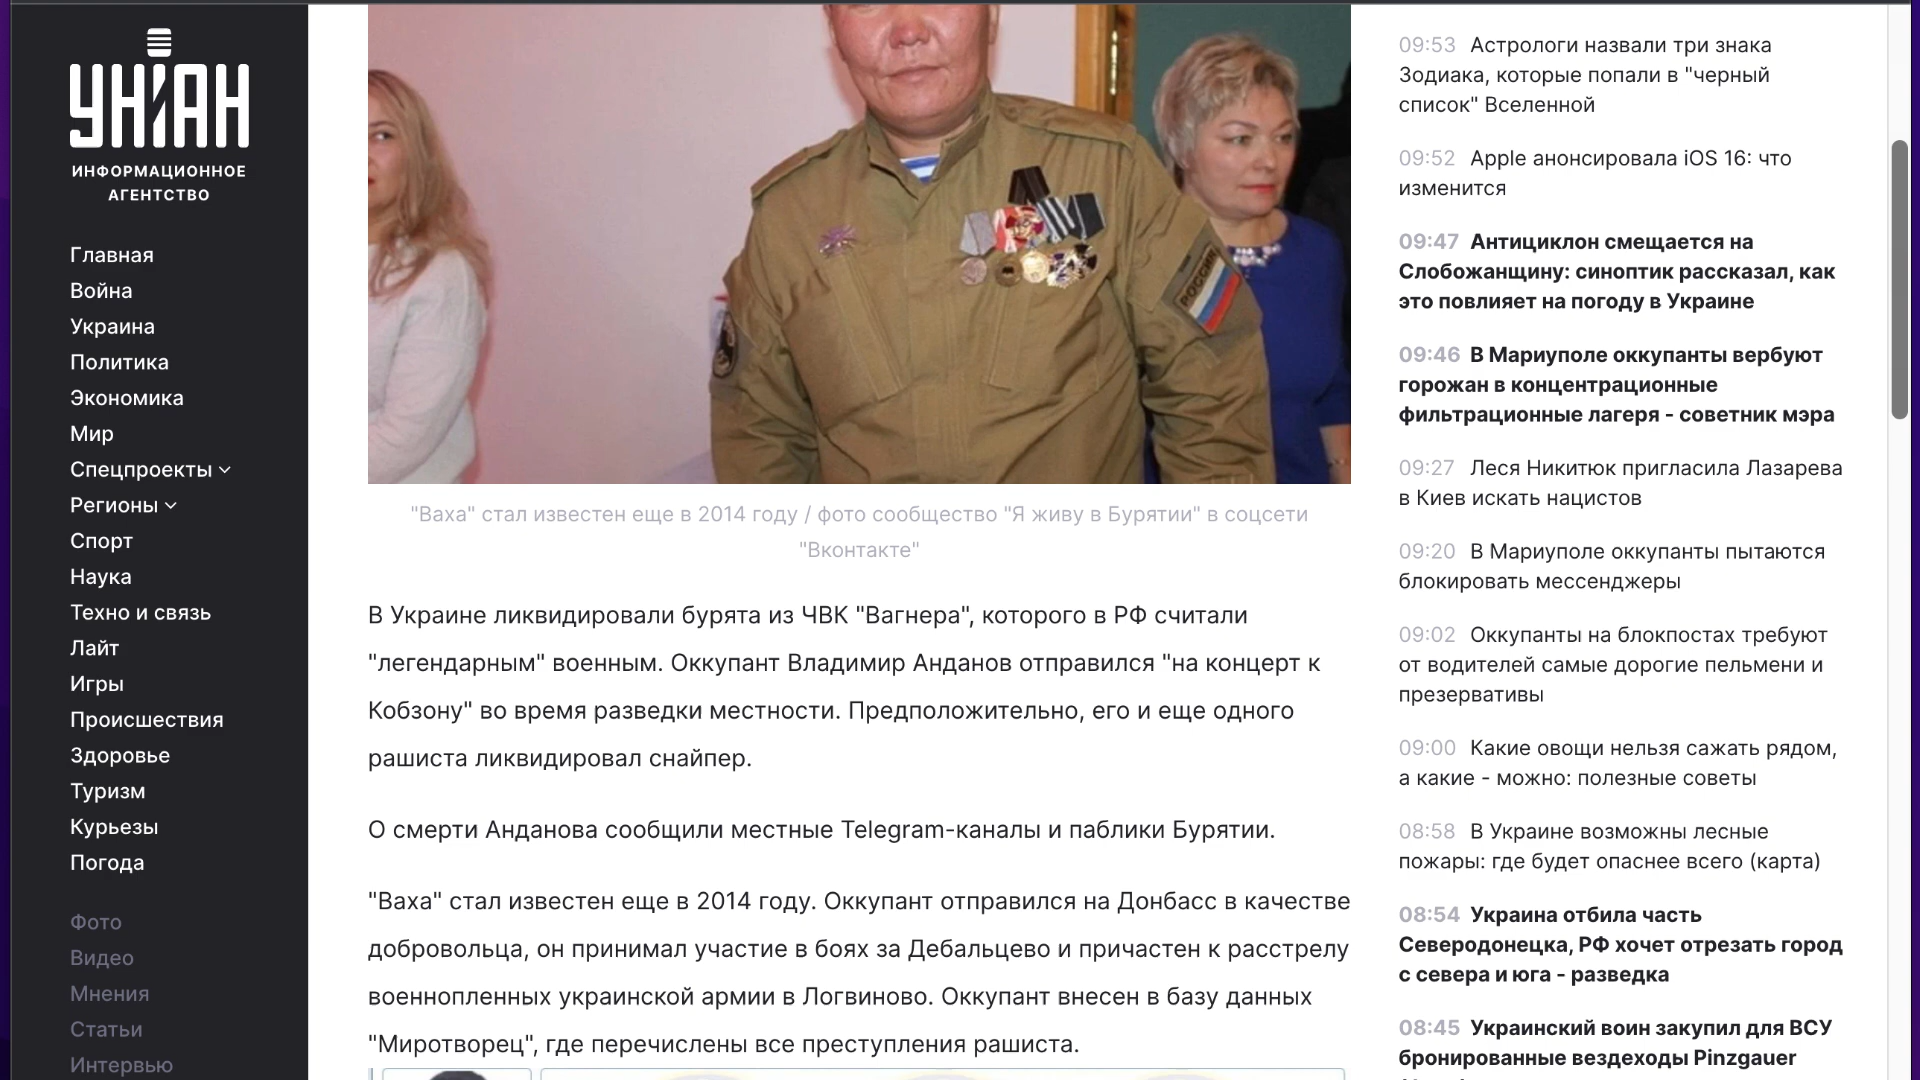 УНІАН
ИНФОРМАЦИОННОЕ
АГЕНТСТВО
Главная
Война
Украина
Политика
Экономика
Мир
Спецпроекты
Регионы
Спорт
Наука
Техно и связь
Лайт
Игры
Происшествия
Здоровье
Туризм
Курьезы
Погода
Фото
Видео
Мнения
Статьи
Интервью
РОССИЯ
"Ваха" стал известен еще в 2014 году / фото сообщество "Я живу в Бурятии" в соцсети
"Вконтакте"
В Украине ликвидировали бурята из ЧВК "Вагнера", которого в РФ считали
"легендарным" военным. Оккупант Владимир Анданов отправился "на концерт к
Кобзону" во время разведки местности. Предположительно, его и еще одного
рашиста ликвидировал снайпер.
О смерти Анданова сообщили местные Telegram-каналы и паблики Бурятии.
"Ваха" стал известен еще в 2014 году. Оккупант отправился на Донбасс в качестве
добровольца, он принимал участие в боях за Дебальцево и причастен к расстрелу
военнопленных украинской армии в Логвиново. Оккупант внесен в базу данных
"Миротворец", где перечислены все преступления рашиста.
09:53 Астрологи назвали три знака
Зодиака, которые попали в "черный
список" Вселенной
09:52 Apple анонсировала iOS 16: что
изменится
09:47 Антициклон смещается на
Слобожанщину: синоптик рассказал, как
это повлияет на погоду в Украине
09:46 В Мариуполе оккупанты вербуют
горожан в концентрационные
фильтрационные лагеря - советник мэра
09:27 Леся Никитюк пригласила Лазарева
в Киев искать нацистов
09:20 В Мариуполе оккупанты пытаются
блокировать мессенджеры
09:02 Оккупанты на блокпостах требуют
от водителей самые дорогие пельмени и
презервативы
09:00 Какие овощи нельзя сажать рядом,
а какие - можно: полезные советы
08:58 В Украине возможны лесные
пожары: где будет опаснее всего (карта)
08:54 Украина отбила часть
Северодонецка, РФ хочет отрезать город
с севера и юга - разведка
08:45 Украинский воин закупил для ВСУ
бронированные вездеходы Pinzgauer